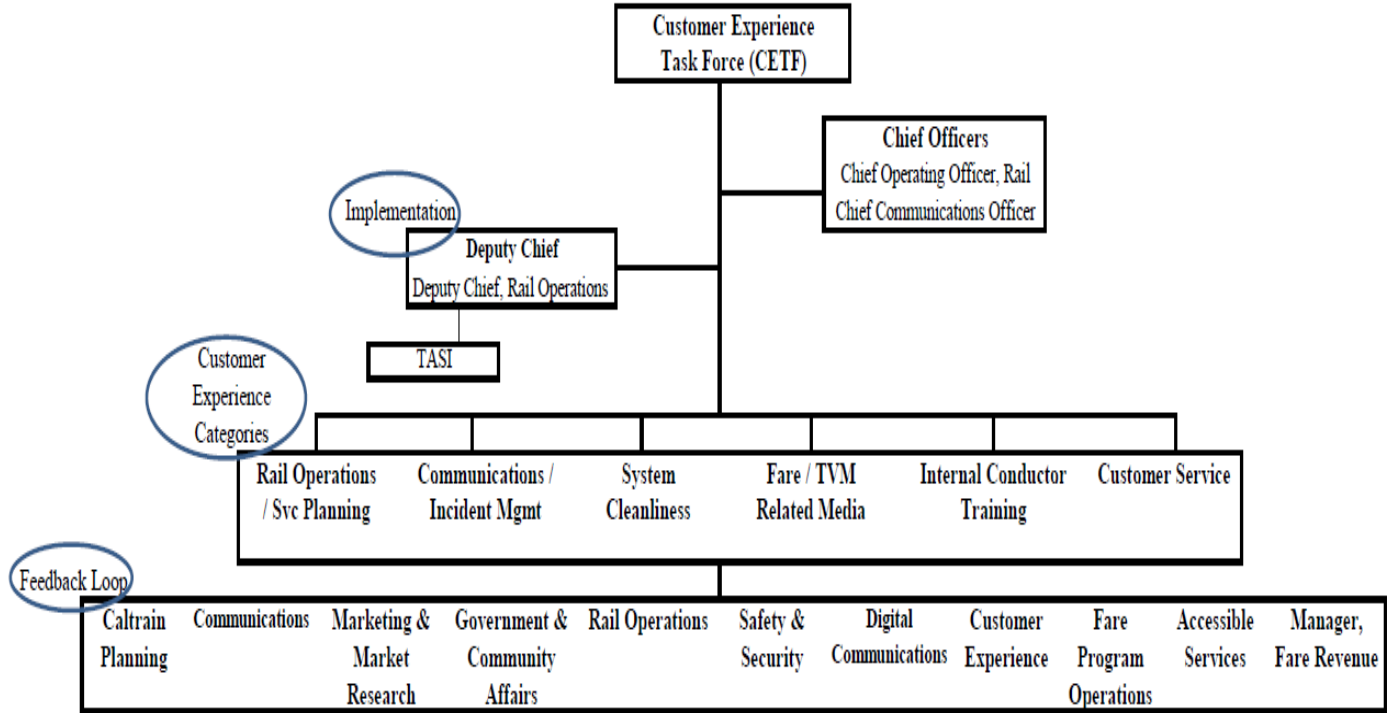 Customer Experience
Task Force (CETF)
Chief Officers
Chief Operating Officer, Rail
Chief Communications Officer
Implementation
Deputy Chief
Deputy Chief, Rail Operations
TASI
Customer
Experience
Categories
Rail Operations
/ Svc Planning
Communications /
Incident Mgmt
System
Cleanliness
Fare / TVM
Related Media
Internal Conductor
Training
Customer Service
Feedback Loop
Caltrain
Planning
Communications
Marketing &
Market
Research
Government &
Community
Affairs
Rail Operations
Safety &
Security
Digital
Communications
Customer
Experience
Fare
Program
Operations
Accessible
Services
Manager,
Fare Revenue